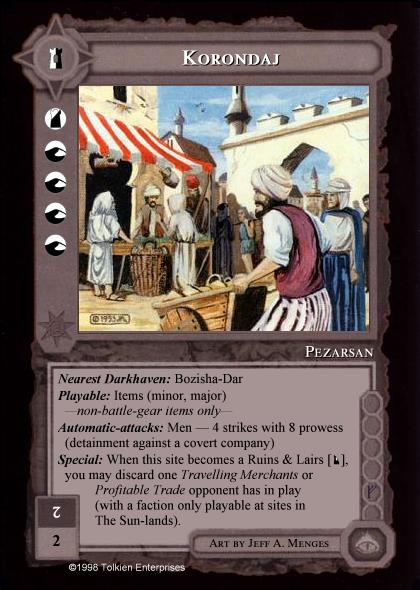 KORONDAJ
©1995JAM
PEZARSAN
Nearest Darkhaven: Bozisha-Dar
Playable: Items (minor, major)
—non-battle-gear items only—
Automatic-attacks: Men — 4 strikes with 8 prowess
(detainment against a covert company)
Special: When this site becomes a Ruins & Lairs [ ],
you may discard one Travelling Merchants or
Profitable Trade opponent has in play
(with a faction only playable at sites in
The Sun-lands).
2
ART BY JEFF A. MENGES
©1998 Tolkien Enterprises